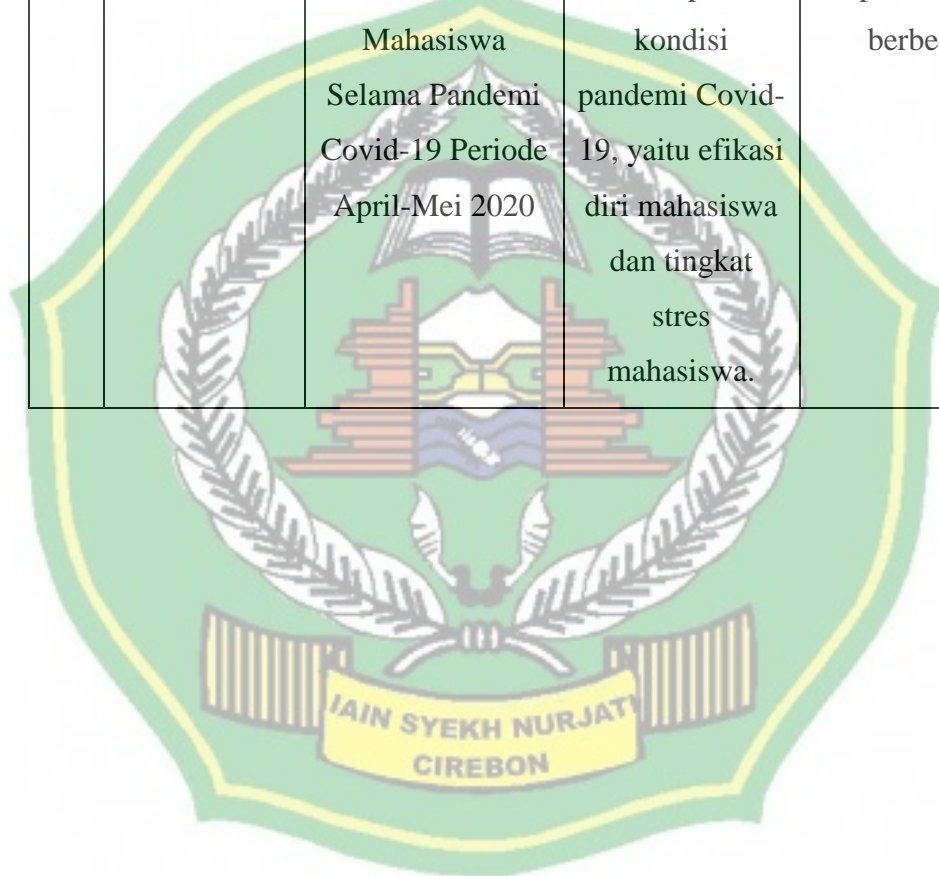 Mahasiswa
Selama Pandemi
Covid-19 Periode
April-Mei 2020
kondisi
pandemi Covid-
19, yaitu efikasi
diri mahasiswa
dan tingkat
stres
mahasiswa.
IAIN SYEKH NURJATI
CIREBON